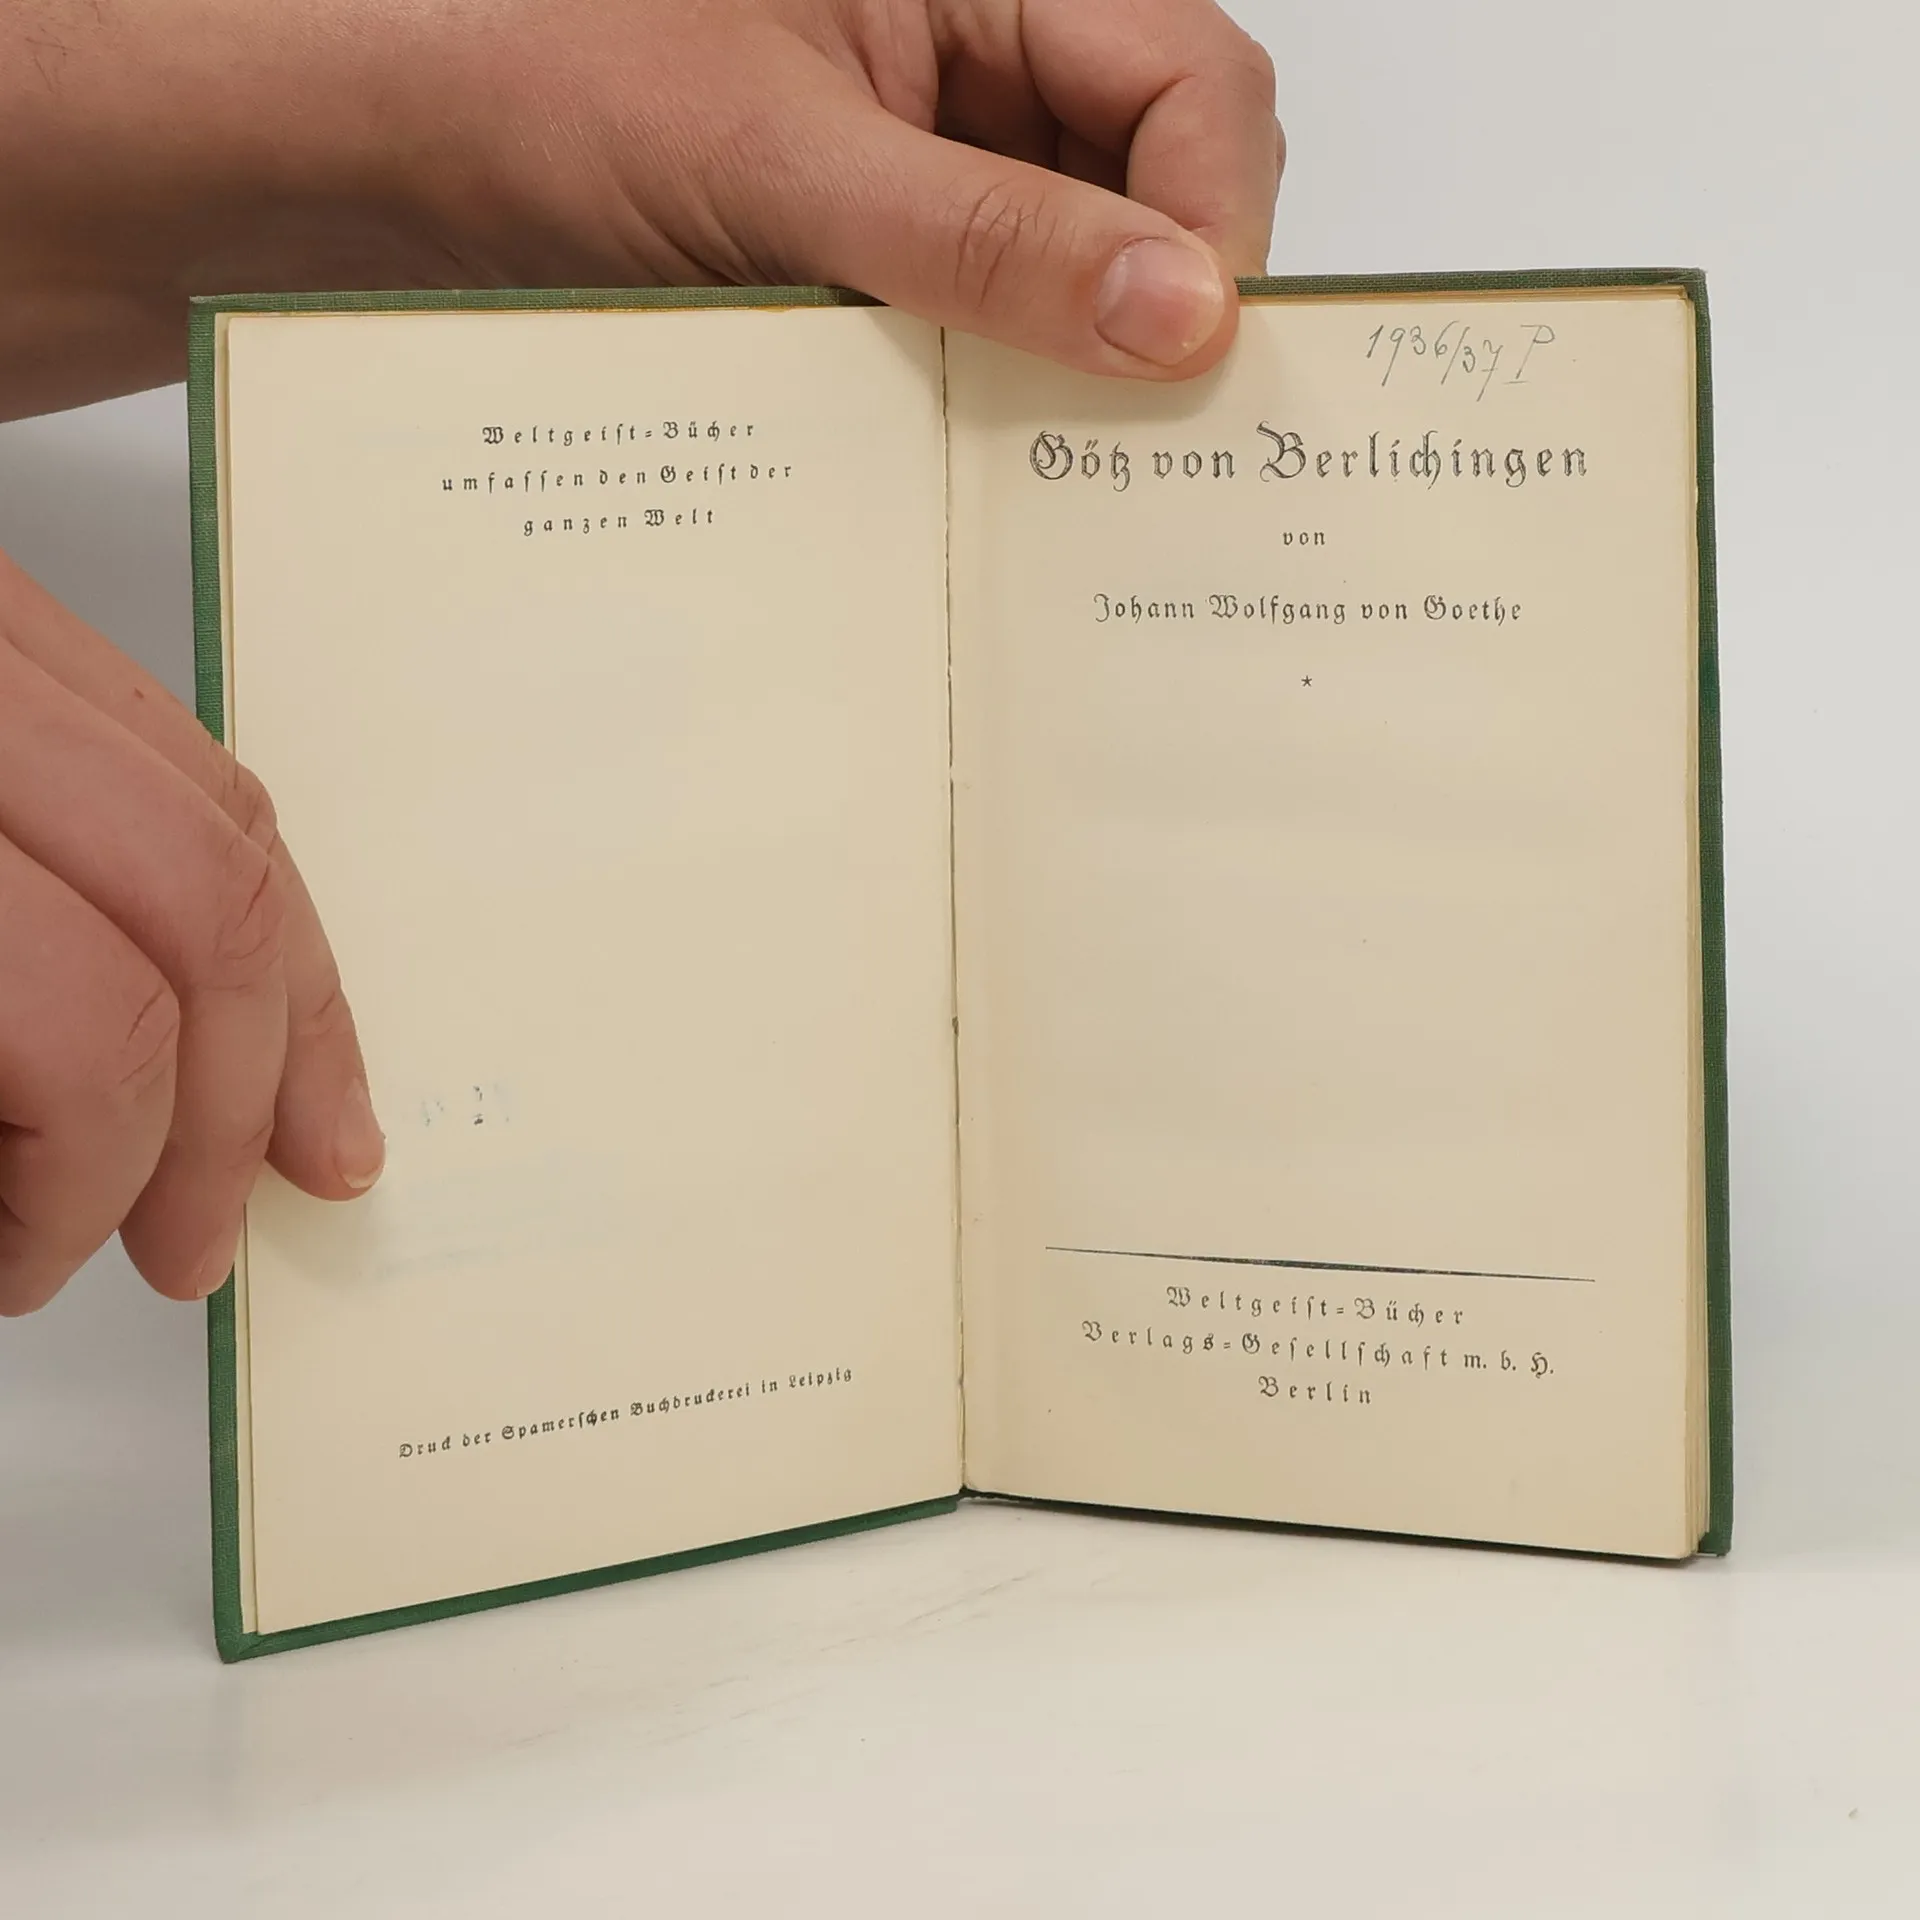 Weltgeiſt=Bücher
umfaſſen den Geiſt der
ganzen Welt
Druck der Spamerſchen Buchdruckerei in Leipzig
1936/37 P
Götz von Berlichingen
von
Johann Wolfgang von Goethe
*
Weltgeiſt=Bücher
Verlags=Geſellſchaft m. b. H.
Berlin